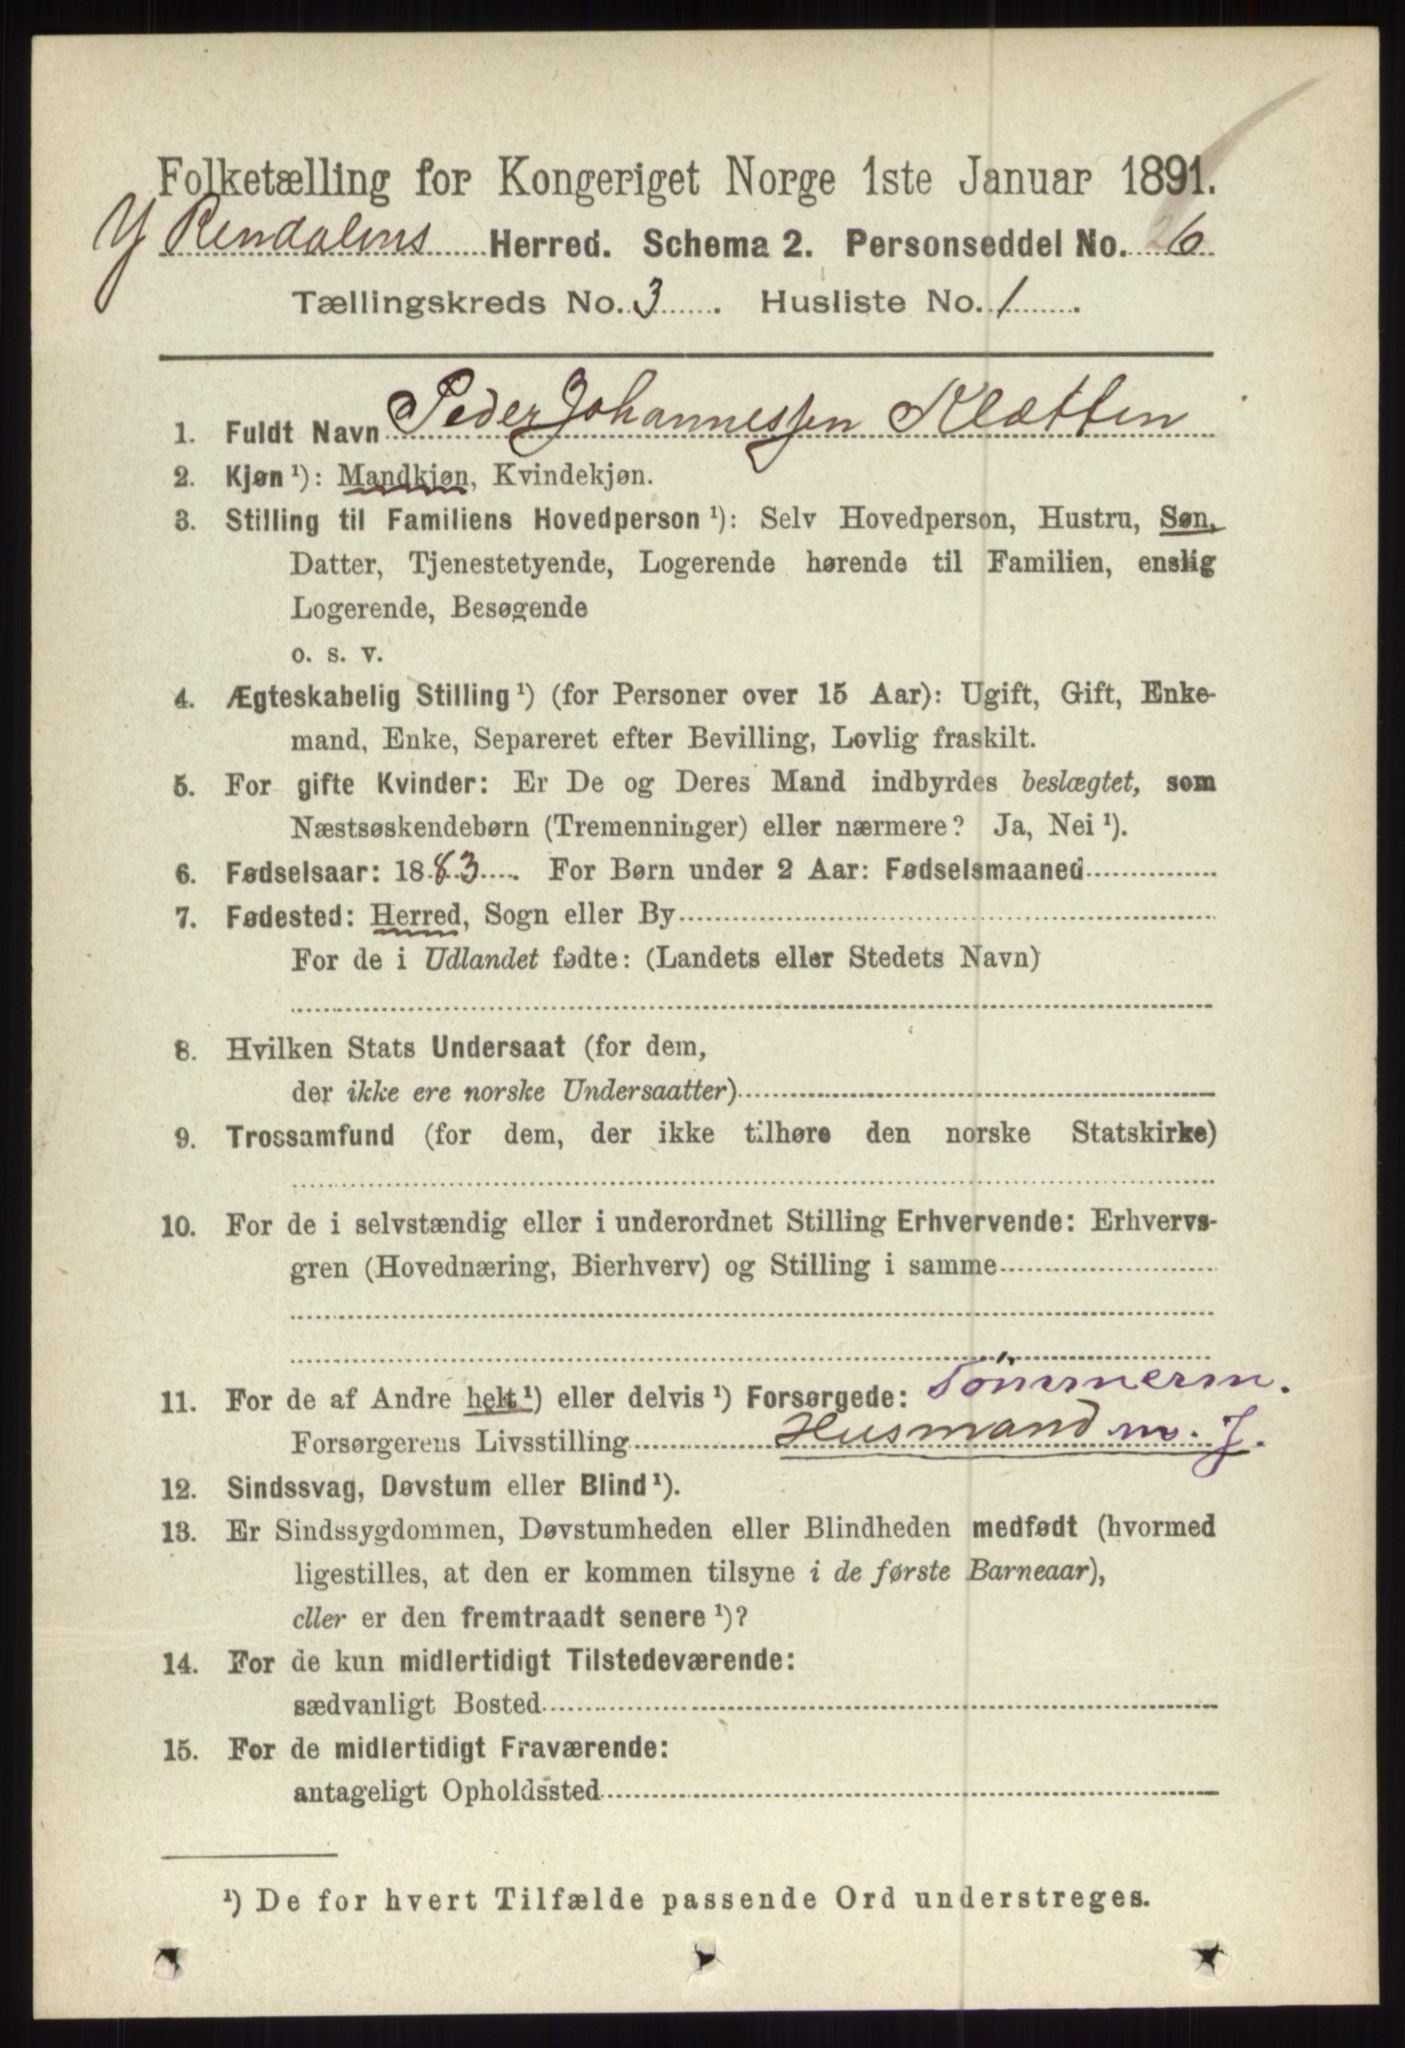 Folketælling for Kongeriget Norge 1ste Januar 1891.
Y Rendalens Herred. Schema 2. Personseddel No. 26
Tællingskreds No. 3. Husliste No. 1.
1. Fuldt Navn Peder Johannessen Klætten
2. Kjøn ¹): Mandkjøn, Kvindekjøn.
3. Stilling til Familiens Hovedperson ¹): Selv Hovedperson, Hustru, Søn,
Datter, Tjenestetyende, Logerende hørende til Familien, enslig
Logerende, Besøgende
o. s. v.
4. Ægteskabelig Stilling ¹) (for Personer over 15 Aar): Ugift, Gift, Enke-
mand, Enke, Separeret efter Bevilling, Lovlig fraskilt.
5. For gifte Kvinder: Er De og Deres Mand indbyrdes beslægtet, som
Næstsøskendebørn (Tremenninger) eller nærmere? Ja, Nei ¹).
6. Fødselsaar: 1883. For Børn under 2 Aar: Fødselsmaaned
7. Fødested: Herred, Sogn eller By
For de i Udlandet fødte: (Landets eller Stedets Navn)
8. Hvilken Stats Undersaat (for dem,
der ikke ere norske Undersaatter)
9. Trossamfund (for dem, der ikke tilhøre den norske Statskirke)
10. For de i selvstændig eller i underordnet Stilling Erhvervende: Erhvervs-
gren (Hovednæring, Bierhverv) og Stilling i samme
11. For de af Andre helt ¹) eller delvis ¹) Forsørgede: Tömmerm.
Forsørgerens Livsstilling Husmand m. J.
12. Sindssvag, Døvstum eller Blind ¹).
13. Er Sindssygdommen, Døvstumheden eller Blindheden medfødt (hvormed
ligestilles, at den er kommen tilsyne i de første Barneaar),
eller er den fremtraadt senere ¹)?
14. For de kun midlertidigt Tilstedeværende:
sædvanligt Bosted
15. For de midlertidigt Fraværende:
antageligt Opholdssted
¹) De for hvert Tilfælde passende Ord understreges.